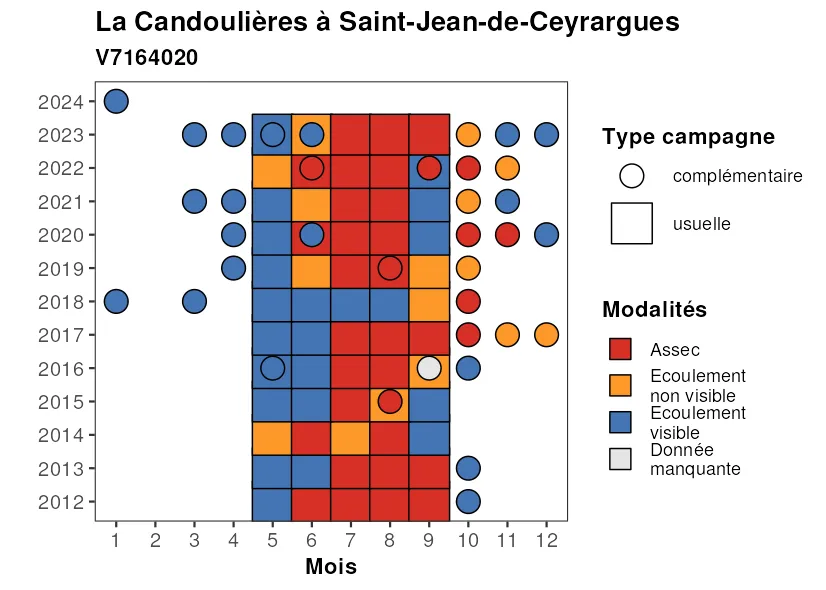 La Candoulières à Saint-Jean-de-Ceyrargues
V7164020
2024
2023
2022
2021
2020
2019
2018
2017
2016
2015
2014
2013
2012
1 2 3 4 5 6 7 8 9 10 11 12
Mois
Type campagne
complémentaire
usuelle
Modalités
Assec
Ecoulement
non visible
Ecoulement
visible
Donnée
manquante